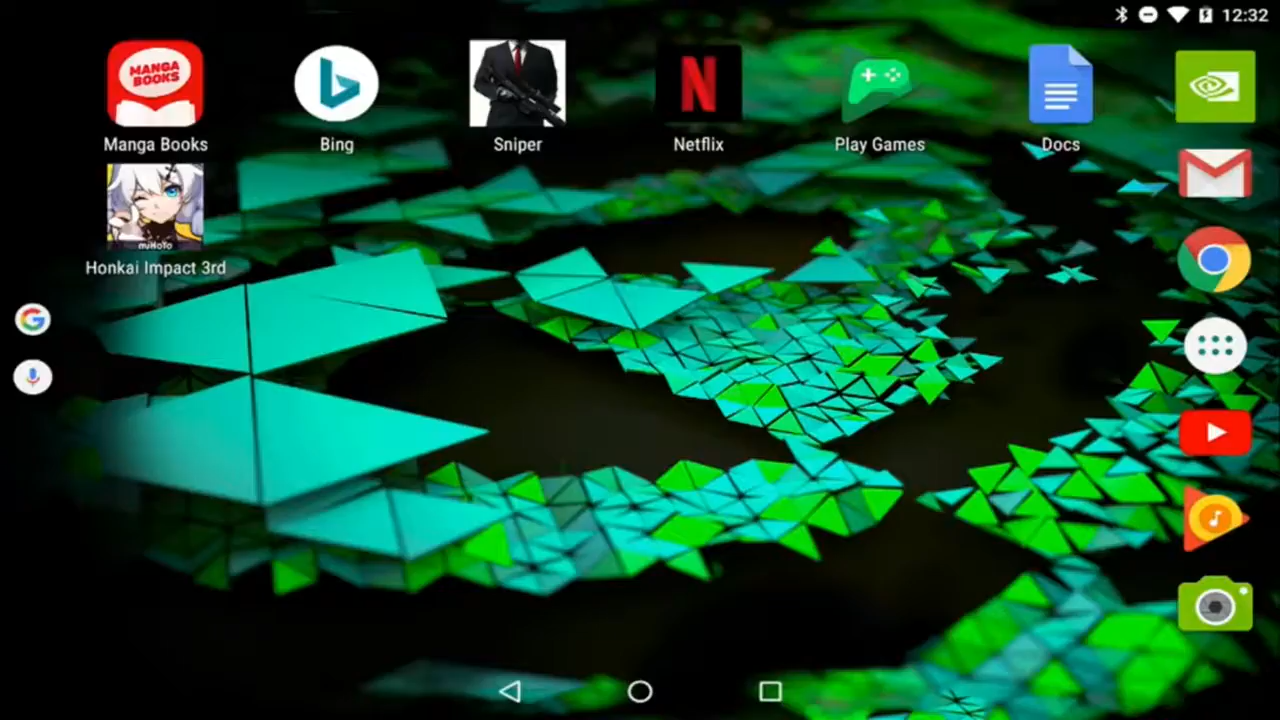 12:32
MANGA
BOOKS
N
Manga Books
Bing
Sniper
Netflix
Play Games
Docs
miHoYo
Honkai Impact 3rd
G